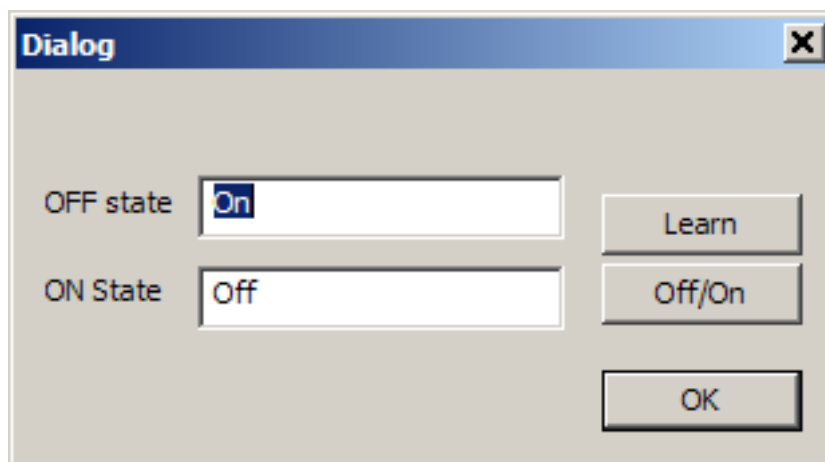 Dialog
OFF state
On
Learn
ON State
Off
Off/On
OK